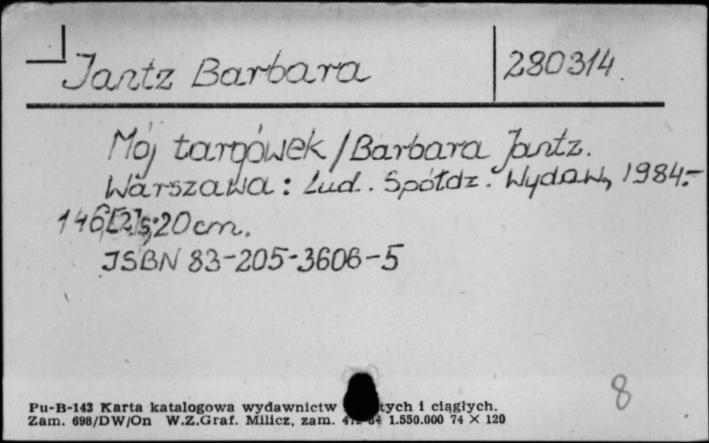 Jantz Barbara 280314
Mój targówek / Barbara Jantz.
Warszawa: Lud. Spółdz. Wydaw, 1984.-
146,[2]s; 20cm.
ISBN 83-205-3606-5
8
Pu-B-143 Karta katalogowa wydawnictw tych i ciągłych.
Zam. 698/DW/On W.Z.Graf. Milicz, zam. 1.550.000 74 × 120